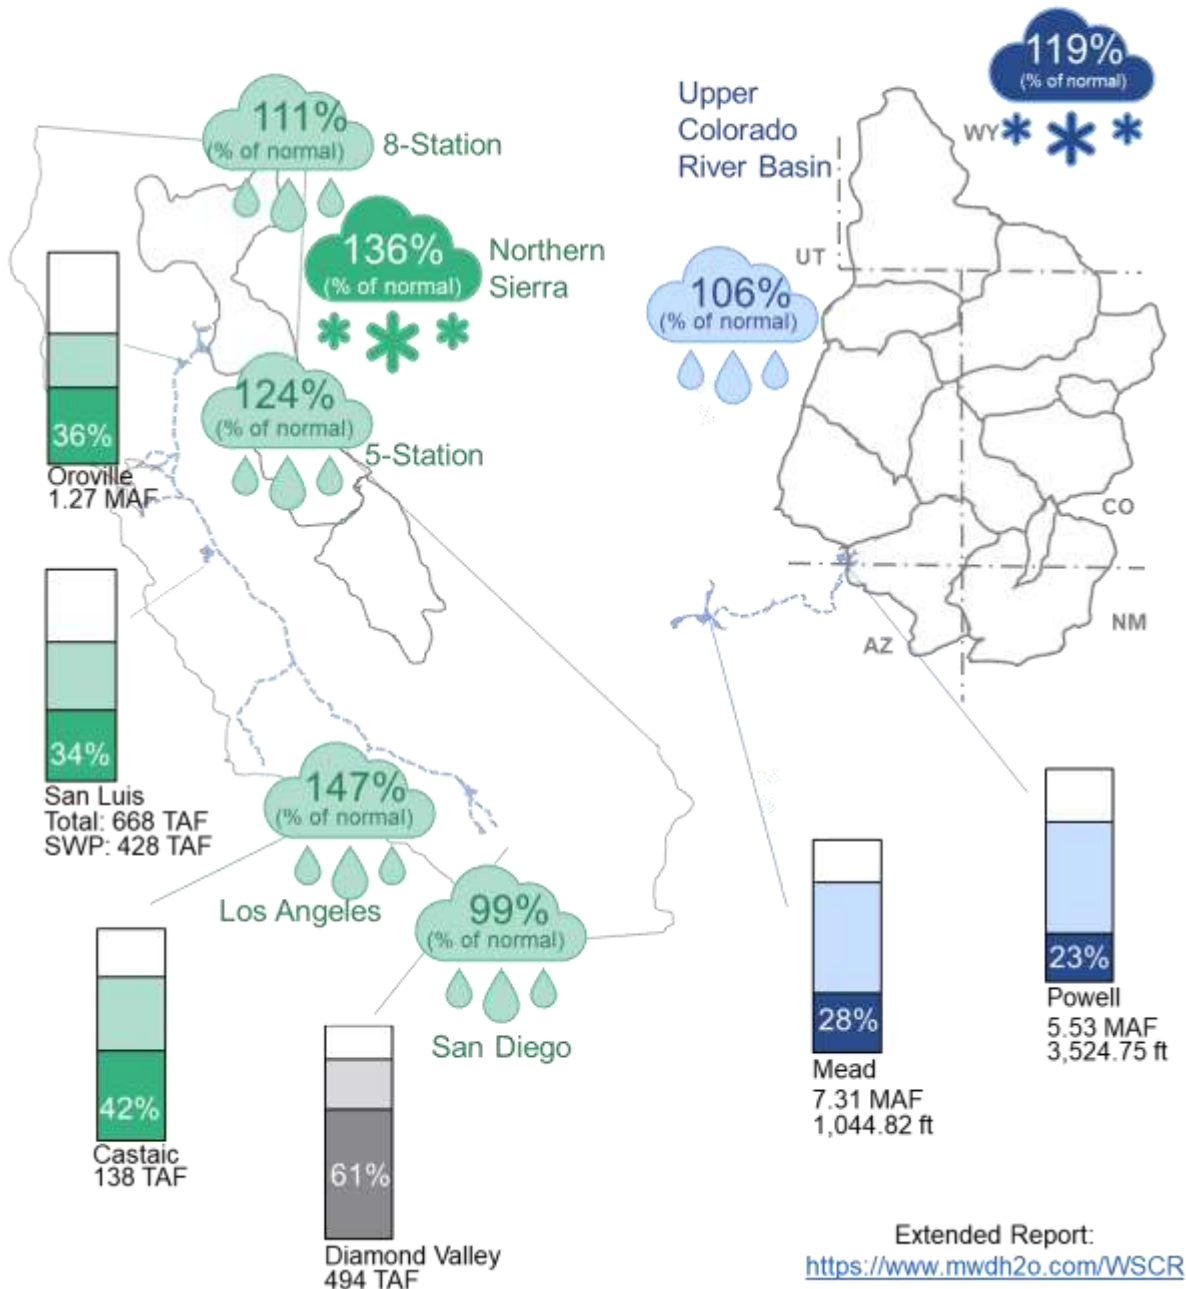 111%
(% of normal)
8-Station
136%
(% of normal)
Northern
Sierra
124%
(% of normal)
5-Station
36%
Oroville
1.27 MAF
34%
San Luis
Total: 668 TAF
SWP: 428 TAF
147%
(% of normal)
Los Angeles
99%
(% of normal)
San Diego
42%
Castaic
138 TAF
61%
Diamond Valley
494 TAF
Upper
Colorado
River Basin
119%
(% of normal)
WY
UT
106%
(% of normal)
CO
NM
AZ
28%
Mead
7.31 MAF
1,044.82 ft
23%
Powell
5.53 MAF
3,524.75 ft
Extended Report:
https://www.mwdh2o.com/WSCR